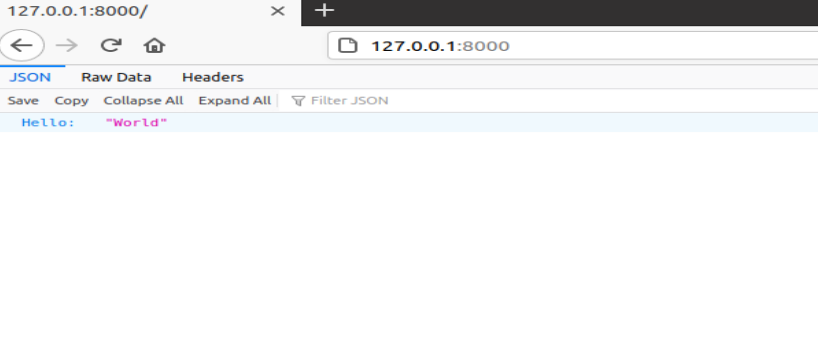 127.0.0.1:8000/
127.0.0.1:8000
JSON Raw Data Headers
Save Copy Collapse All Expand All Filter JSON
Hello: "World"